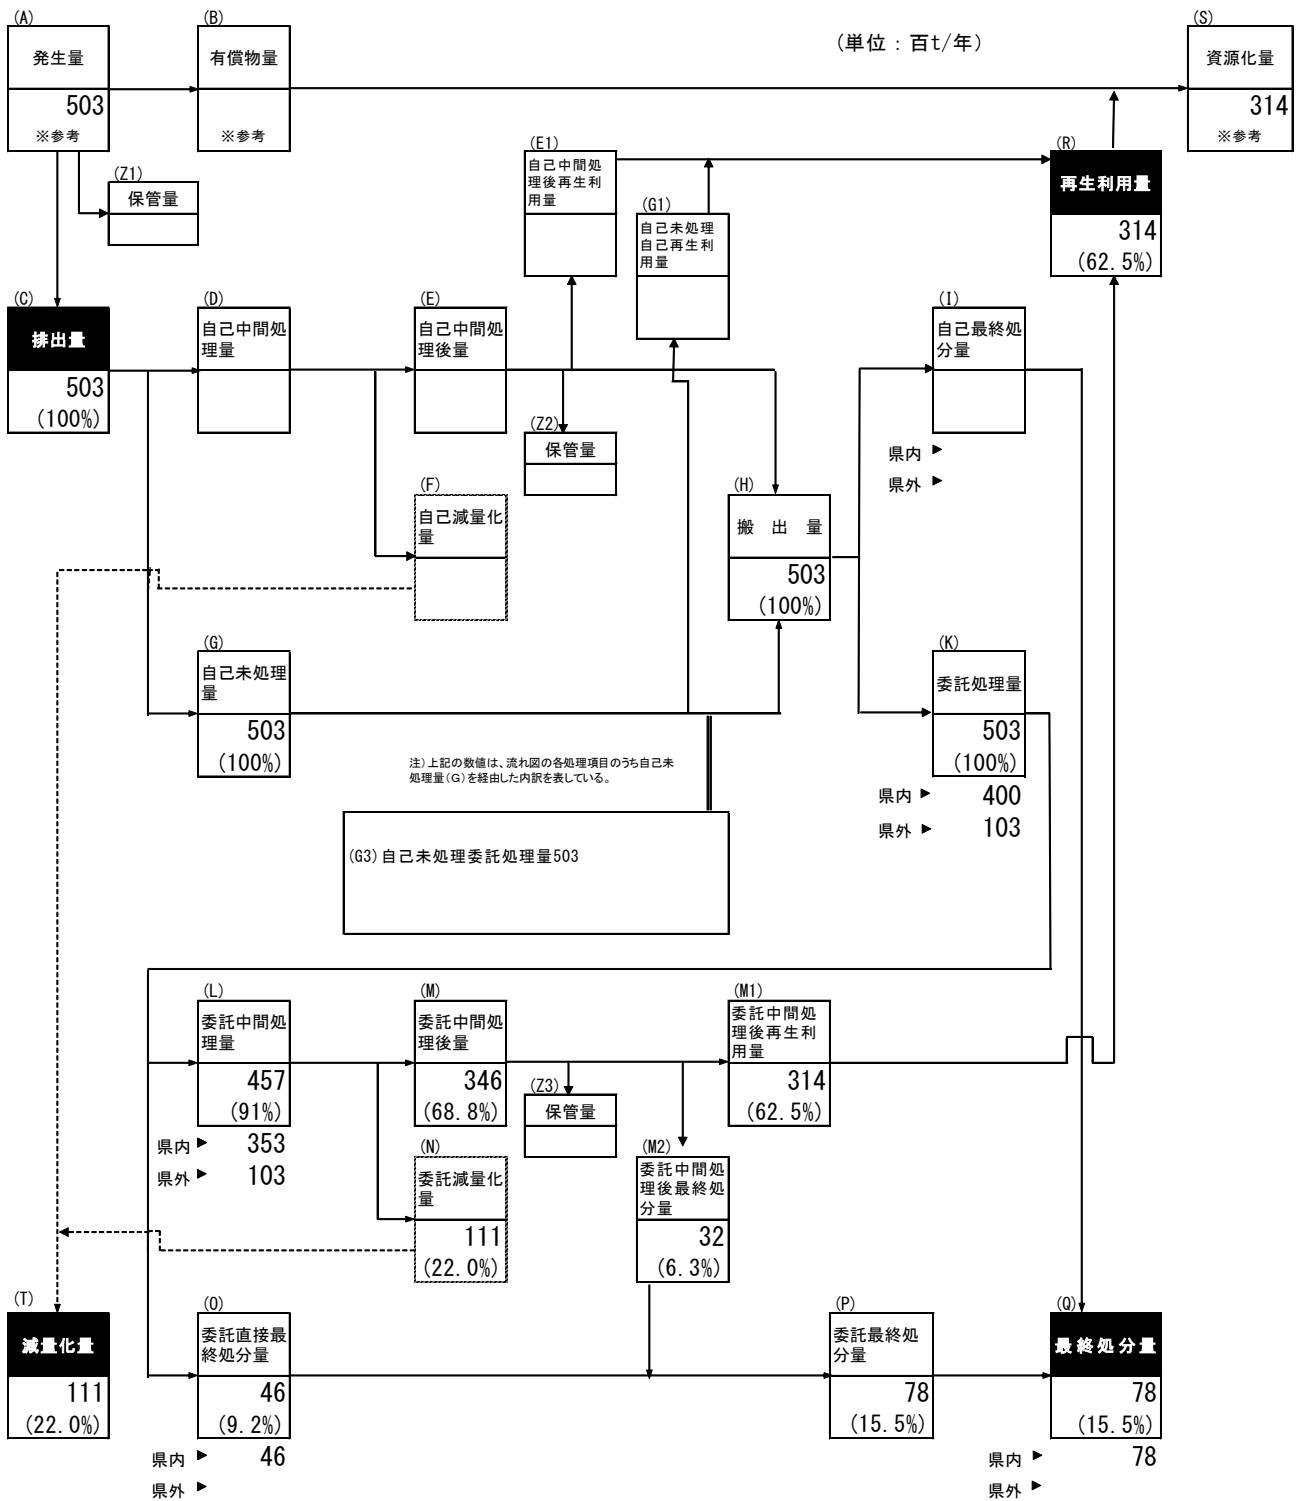 (A)
発生量
503
※参考
(B)
有償物量
※参考
(単位：百t/年)
(S)
資源化量
314
※参考
(Z1)
保管量
(E1)
自己中間処
理後再生利
用量
(G1)
自己未処理
自己再生利
用量
(R)
再生利用量
314
(62.5%)
(C)
排出量
503
(100%)
(D)
自己中間処
理量
(E)
自己中間処
理後量
(I)
自己最終処
分量
県内 ▶
県外 ▶
(Z2)
保管量
(F)
自己減量化
量
(H)
搬 出 量
503
(100%)
(G)
自己未処理
量
503
(100%)
(K)
委託処理量
503
(100%)
県内 ▶ 400
県外 ▶ 103
注）上記の数値は、流れ図の各処理項目のうち自己未
処理量（G）を経由した内訳を表している。
(G3)自己未処理委託処理量503
(L)
委託中間処
理量
457
(91%)
県内 ▶ 353
県外 ▶ 103
(M)
委託中間処
理後量
346
(68.8%)
(M1)
委託中間処
理後再生利
用量
314
(62.5%)
(Z3)
保管量
(N)
委託減量化
量
111
(22.0%)
(M2)
委託中間処
理後最終処
分量
32
(6.3%)
(T)
減量化量
111
(22.0%)
(O)
委託直接最
終処分量
46
(9.2%)
県内 ▶ 46
県外 ▶
(P)
委託最終処
分量
78
(15.5%)
(Q)
最終処分量
78
(15.5%)
県内 ▶ 78
県外 ▶